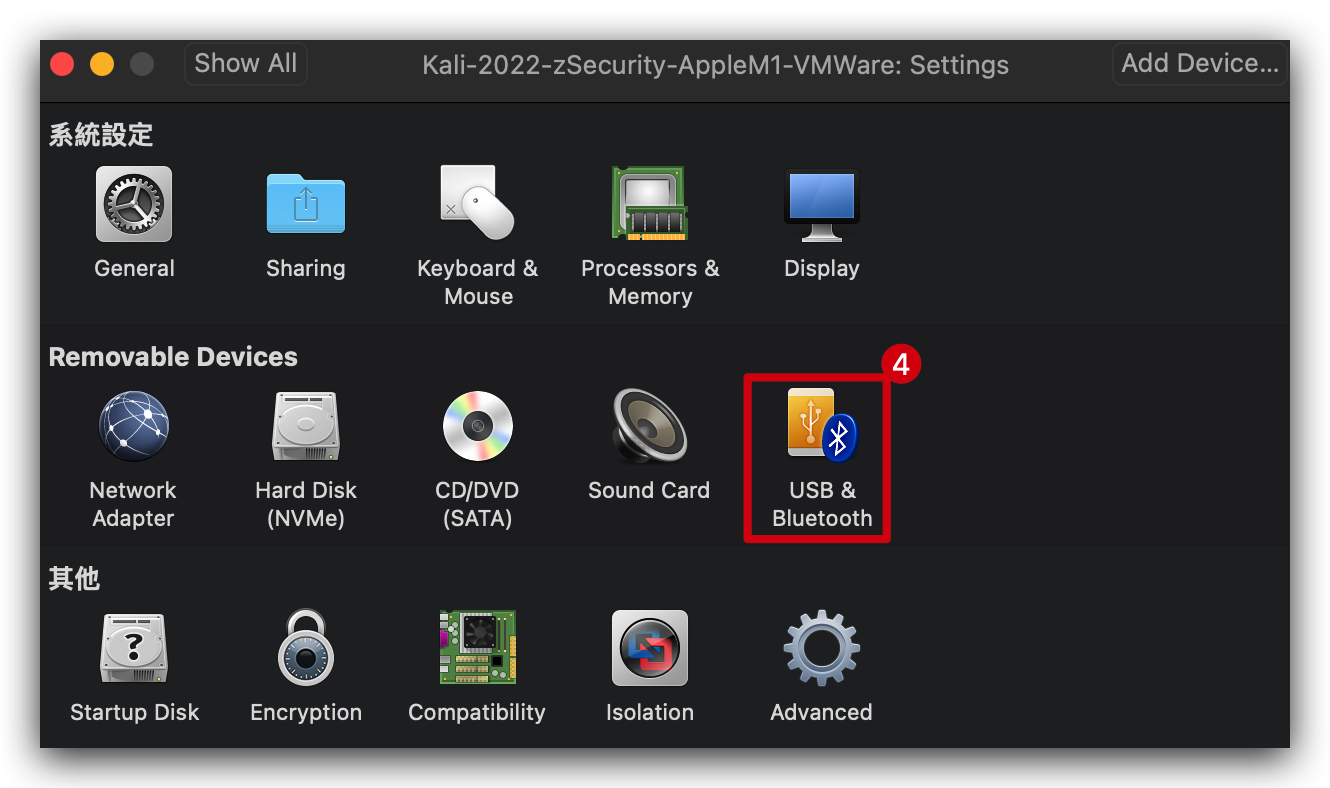 Show All
Kali-2022-zSecurity-AppleM1-VMWare: Settings
Add Device...
系統設定
General
Sharing
Keyboard &
Mouse
Processors &
Memory
Display
Removable Devices
4
Network
Adapter
Hard Disk
(NVMe)
CD/DVD
(SATA)
Sound Card
USB &
Bluetooth
其他
?
Startup Disk
Encryption
Compatibility
Isolation
Advanced